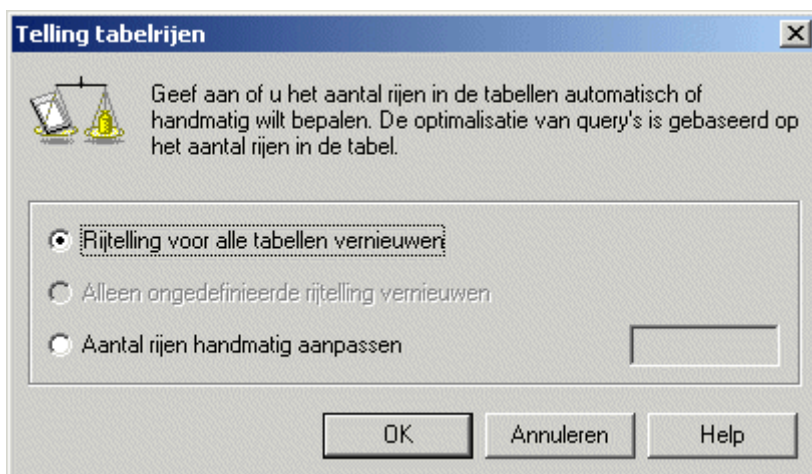 Telling tabelrijen
Geef aan of u het aantal rijen in de tabellen automatisch of
handmatig wilt bepalen. De optimalisatie van query's is gebaseerd op
het aantal rijen in de tabel.
Rijtelling voor alle tabellen vernieuwen
Alleen ongedefinieerde rijtelling vernieuwen
Aantal rijen handmatig aanpassen
OK Annuleren Help